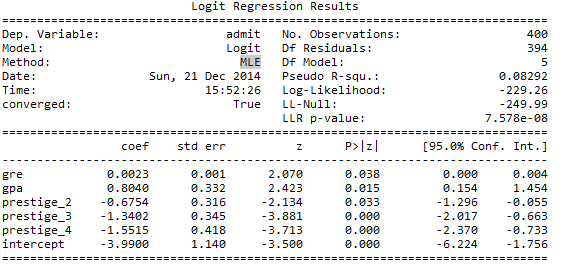 Logit Regression Results
==============================================================================
Dep. Variable: admit No. Observations: 400
Model: Logit Df Residuals: 394
Method: MLE Df Model: 5
Date: Sun, 21 Dec 2014 Pseudo R-squ.: 0.08292
Time: 15:52:26 Log-Likelihood: -229.26
converged: True LL-Null: -249.99
LLR p-value: 7.578e-08
==============================================================================
coef std err z P>|z| [95.0% Conf. Int.]
------------------------------------------------------------------------------
gre 0.0023 0.001 2.070 0.038 0.000 0.004
gpa 0.8040 0.332 2.423 0.015 0.154 1.454
prestige_2 -0.6754 0.316 -2.134 0.033 -1.296 -0.055
prestige_3 -1.3402 0.345 -3.881 0.000 -2.017 -0.663
prestige_4 -1.5515 0.418 -3.713 0.000 -2.370 -0.733
intercept -3.9900 1.140 -3.500 0.000 -6.224 -1.756
==============================================================================